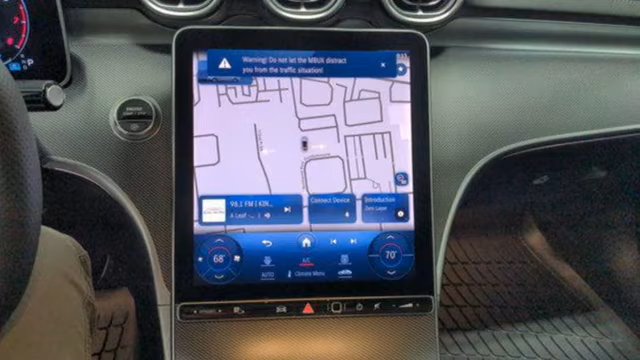 Warning! Do not let the MBUX distract
you from the traffic situation!
98.1 FM | KIN...
A Leaf -...
Connect Device
Introduction
Zero Layer
68°
70°
A/C
AUTO
Climate Menu
P